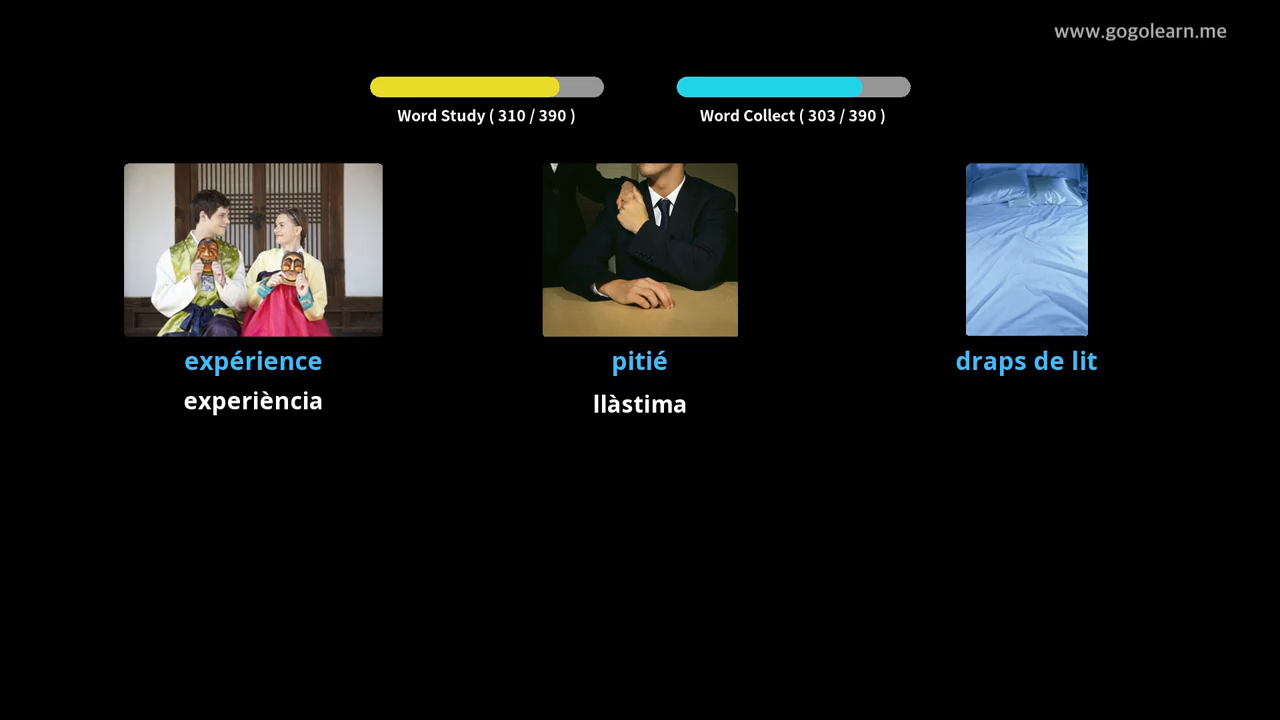 www.gogolearn.me
Word Study ( 310 / 390 )
Word Collect ( 303 / 390 )
expérience
experiència
pitié
llàstima
draps de lit